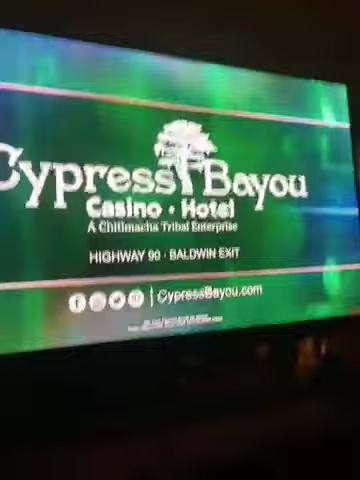 Cypress Bayou
Casino • Hotel
A Chitimacha Tribal Enterprise
HIGHWAY 90 · BALDWIN EXIT
| CypressBayou.com